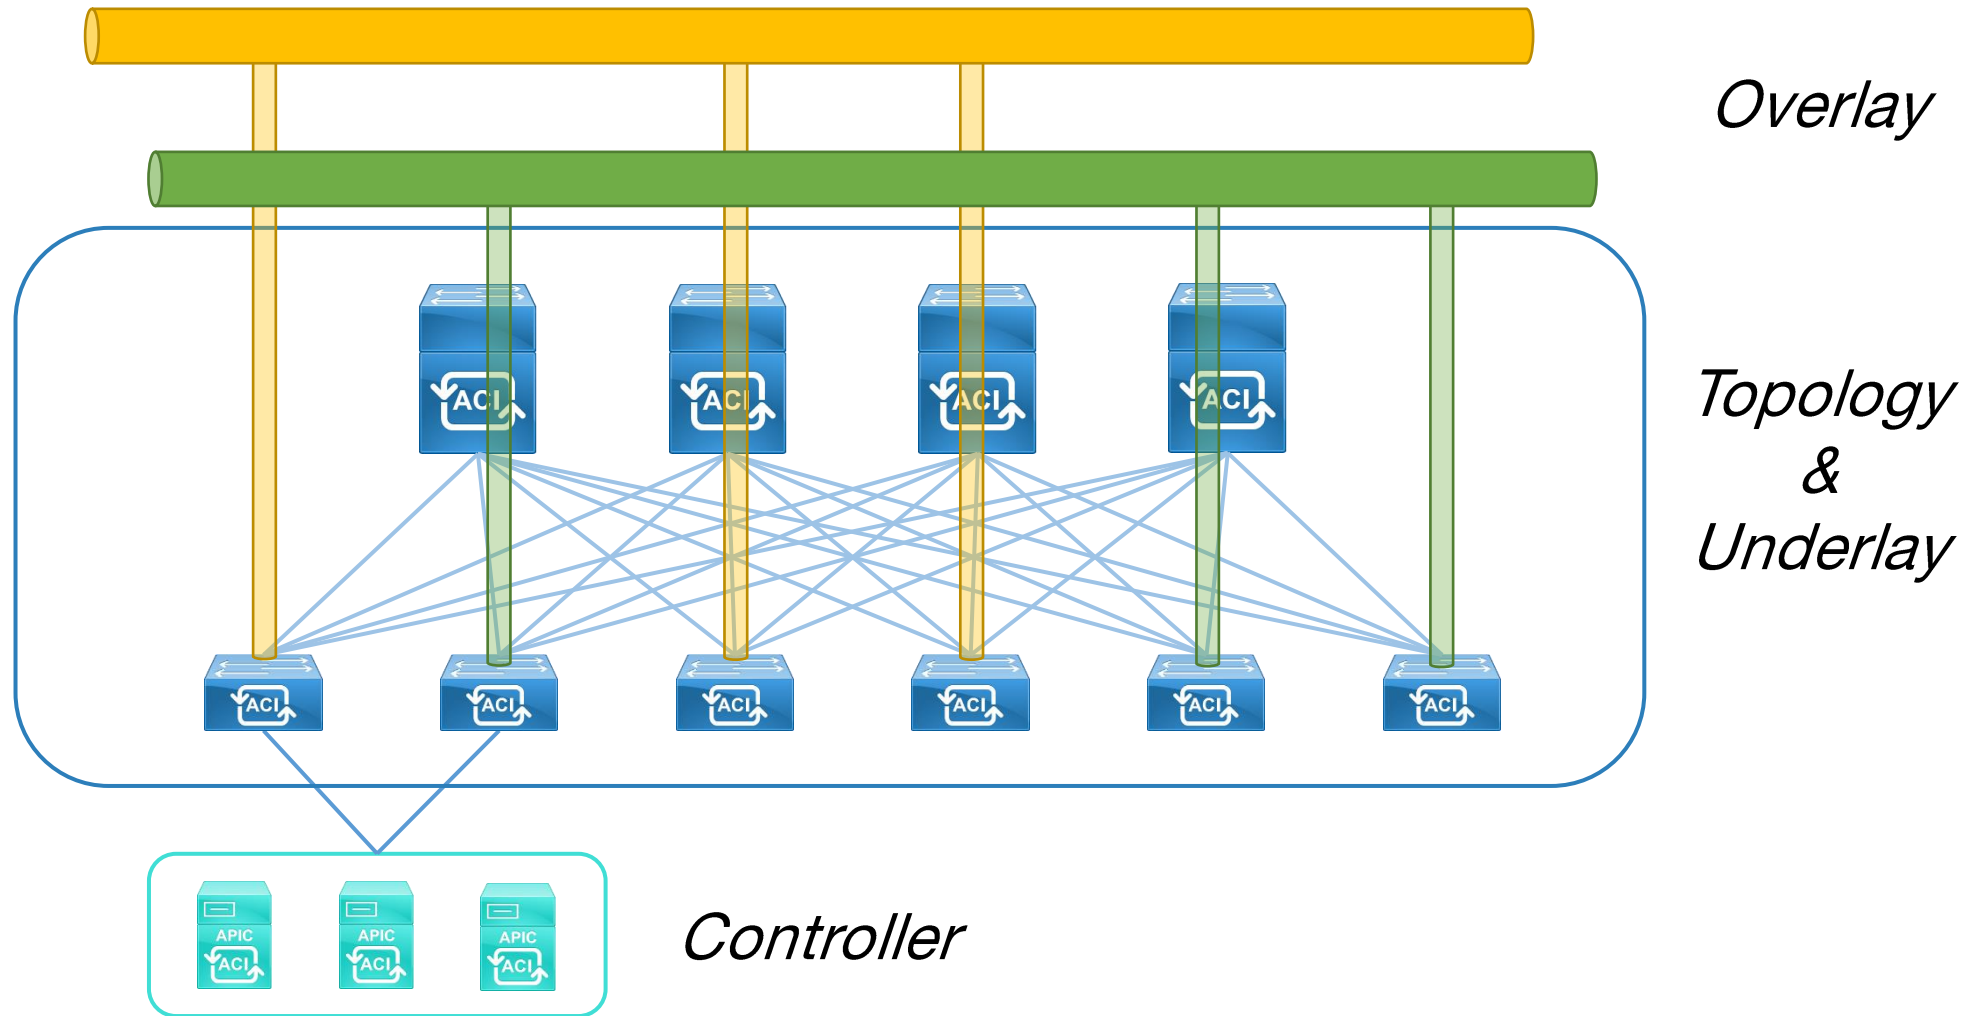 Overlay
ACI ACI ACI ACI
Topology
&
Underlay
ACI ACI ACI ACI ACI ACI
APIC APIC APIC
ACI ACI ACI
Controller